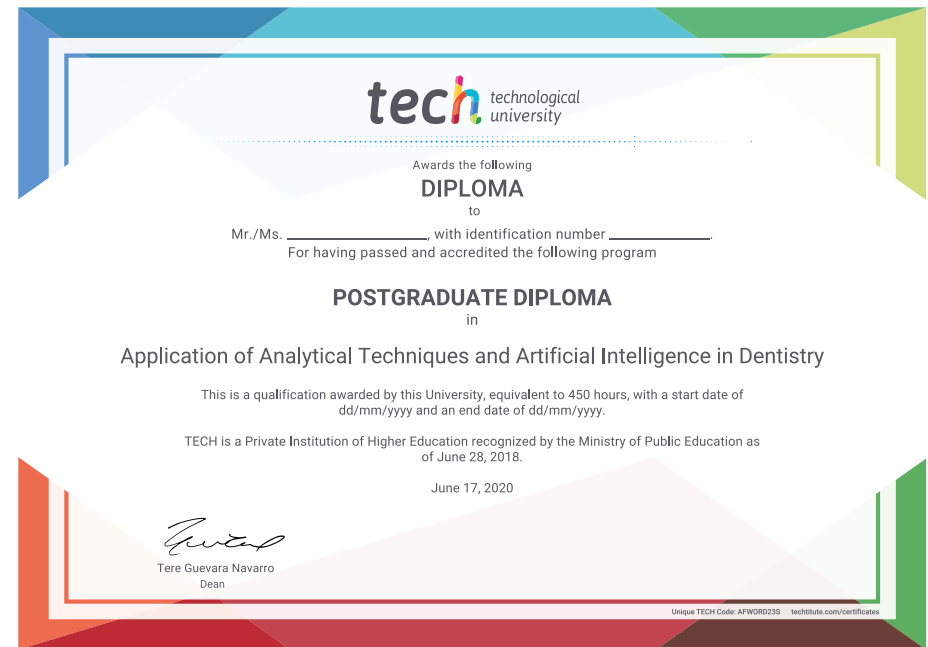 tech technological
university
Awards the following
DIPLOMA
to
Mr./Ms. ____________________, with identification number ______________.
For having passed and accredited the following program
POSTGRADUATE DIPLOMA
in
Application of Analytical Techniques and Artificial Intelligence in Dentistry
This is a qualification awarded by this University, equivalent to 450 hours, with a start date of
dd/mm/yyyy and an end date of dd/mm/yyyy.
TECH is a Private Institution of Higher Education recognized by the Ministry of Public Education as
of June 28, 2018.
June 17, 2020
Tere Guevara Navarro
Dean
Unique TECH Code: AFWORD23S techtitute.com/certificates